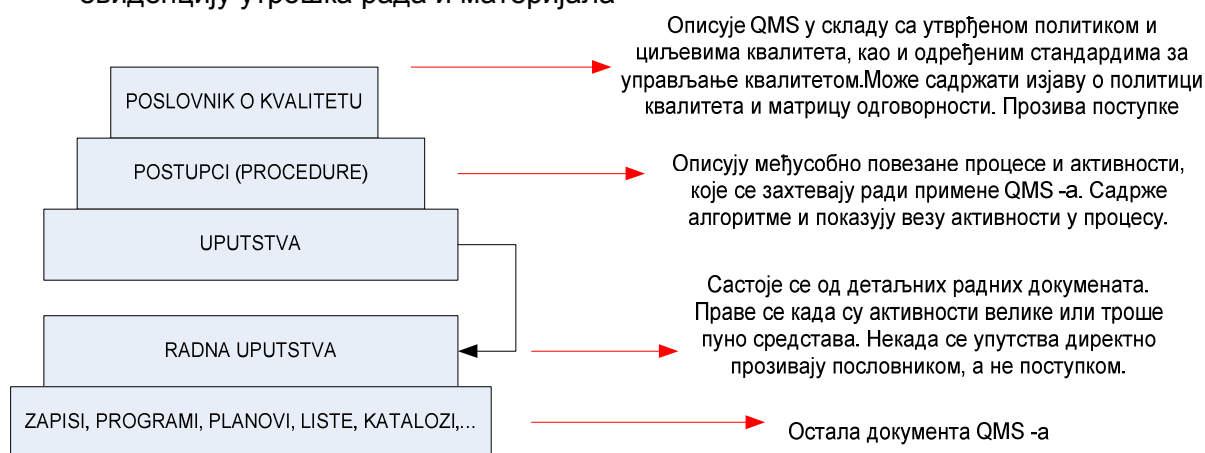 евиденцију утрошка рада и материјала
Описује QMS у складу са утврђеном политиком и
циљевима квалитета, као и одређеним стандардима за
управљање квалитетом.Може садржати изјаву о политици
квалитета и матрицу одговорности. Прозива поступке
POSLOVNIK O KVALITETU
POSTUPCI (PROCEDURE)
Описују међусобно повезане процесе и активности,
које се захтевају ради примене QMS -а. Садрже
алгоритме и показују везу активности у процесу.
UPUTSTVA
Састоје се од детаљних радних докумената.
Праве се када су активности велике или троше
пуно средстава. Некада се упутства директно
прозивају пословником, а не поступком.
RADNA UPUTSTVA
ZAPISI, PROGRAMI, PLANOVI, LISTE, KATALOZI,...
Остала документа QMS -а